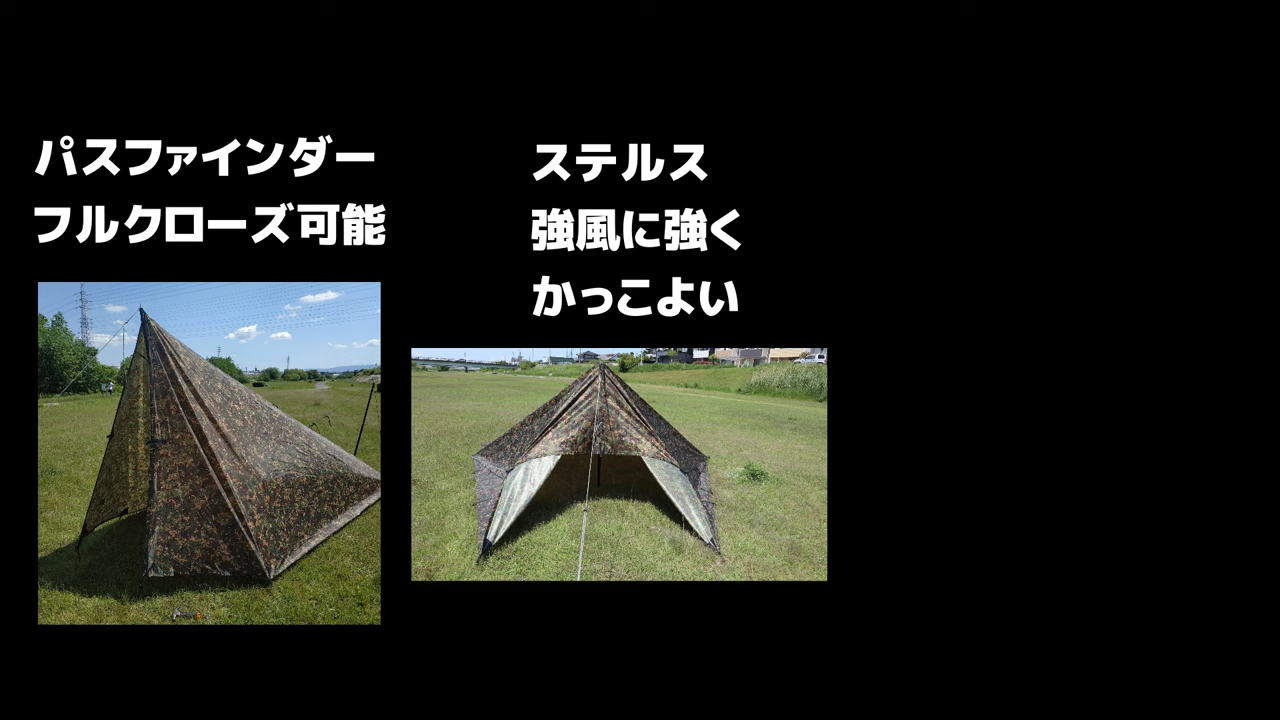 パスファインダー
フルクローズ可能
ステルス
強風に強く
かっこよい